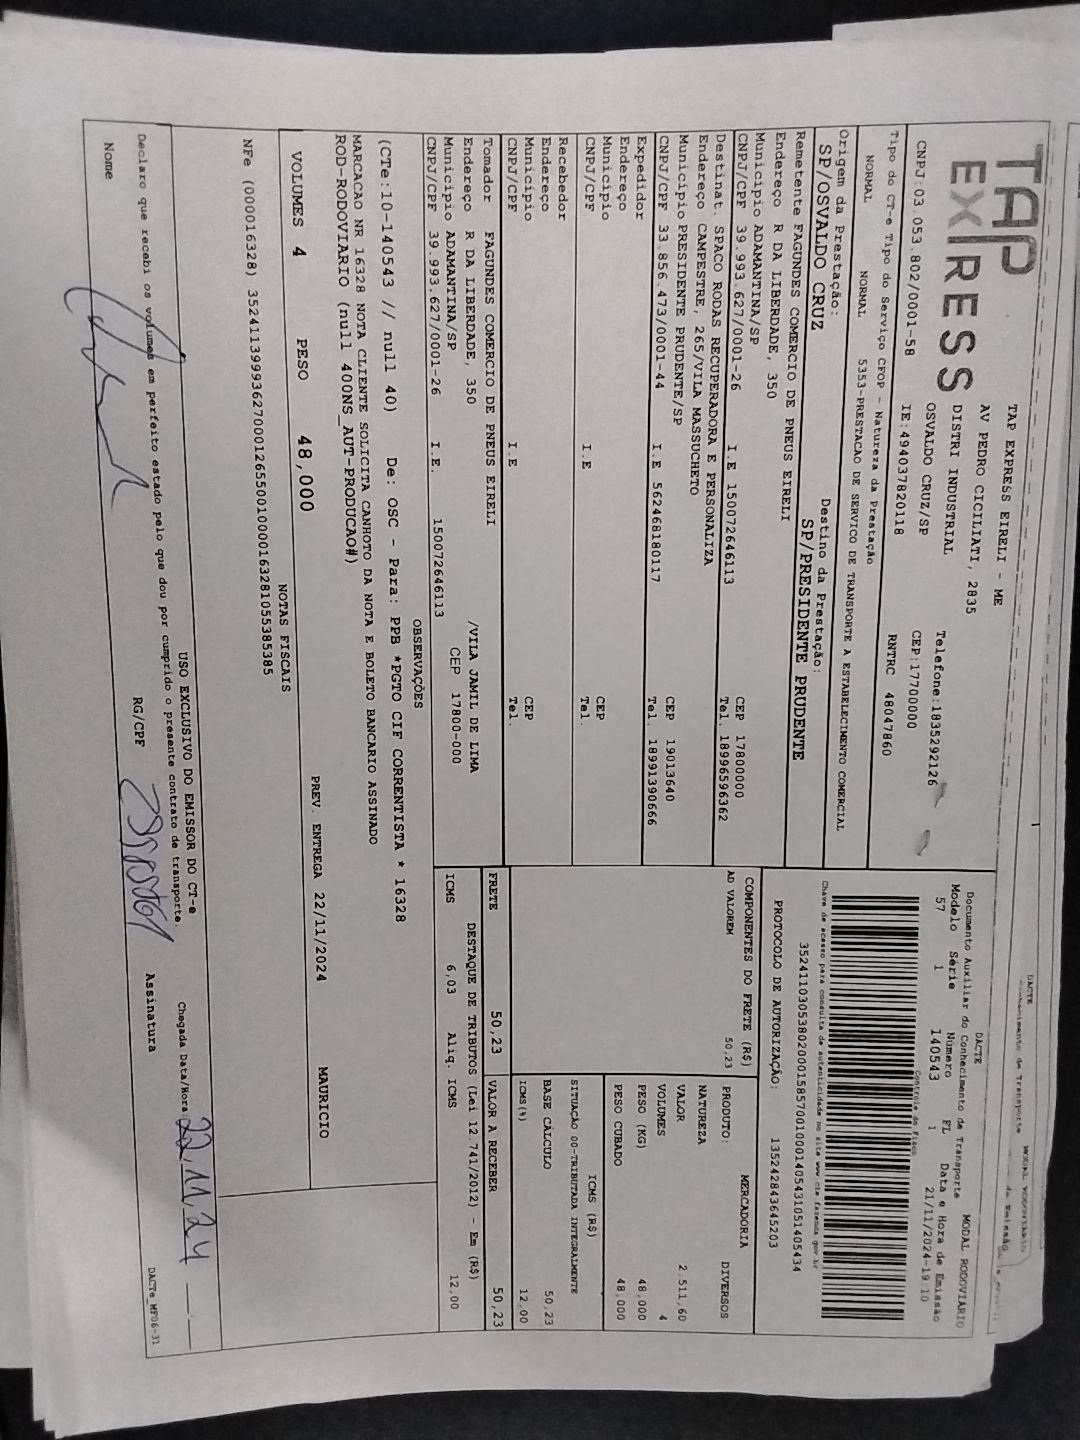 TAP EXPRESS
TAP EXPRESS EIRELI - ME
AV PEDRO CICILIATI, 2835
DISTRI INDUSTRIAL
OSVALDO CRUZ/SP
Telefone:1835292126
CEP:17700000
CNPJ:03.053.802/0001-58 IE:494037820118 RNTRC 48047860
Tipo do CT-e Tipo do Serviço CFOP - Natureza da Prestação
NORMAL NORMAL 5353-PRESTACAO DE SERVICO DE TRANSPORTE A ESTABELECIMENTO COMERCIAL
Origem da Prestação: Destino da Prestação:
SP/OSVALDO CRUZ SP/PRESIDENTE PRUDENTE
Remetente FAGUNDES COMERCIO DE PNEUS EIRELI
Endereço R DA LIBERDADE, 350
Município ADAMANTINA/SP CEP 17800000
CNPJ/CPF 39.993.627/0001-26 I.E 150072646113 Tel. 18996596362
Destinat. SPACO RODAS RECUPERADORA E PERSONALIZA
Endereço CAMPESTRE, 265/VILA MASSUCHETO
Município PRESIDENTE PRUDENTE/SP CEP 19013640
CNPJ/CPF 33.856.473/0001-44 I.E 562468180117 Tel. 18991390666
Expedidor
Endereço
Município CEP
CNPJ/CPF I.E Tel.
Recebedor
Endereço
Município CEP
CNPJ/CPF I.E Tel.
Tomador FAGUNDES COMERCIO DE PNEUS EIRELI
Endereço R DA LIBERDADE, 350 /VILA JAMIL DE LIMA
Município ADAMANTINA/SP CEP 17800-000
CNPJ/CPF 39.993.627/0001-26 I.E. 150072646113
DACTE MODAL RODOVIÁRIO
Documento Auxiliar do Conhecimento de Transporte
Modelo Série Número FL Data e Hora de Emissão
57 1 140543 1 21/11/2024-19:10
Controle do Fisco
Chave de acesso para consulta de autenticidade no site www.cte.fazenda.gov.br
35241103053802000158570010001405431051405434
PROTOCOLO DE AUTORIZAÇÃO: 135242843645203
COMPONENTES DO FRETE (R$)
AD VALOREM 50,23
MERCADORIA
PRODUTO: DIVERSOS
NATUREZA
VALOR 2.511,60
VOLUMES 4
PESO (KG) 48,000
PESO CUBADO 48,000
ICMS (R$)
SITUAÇÃO 00-TRIBUTADA INTEGRALMENTE
BASE CÁLCULO 50,23
ICMS(%) 12,00
FRETE 50,23 VALOR A RECEBER 50,23
DESTAQUE DE TRIBUTOS (Lei 12.741/2012) - Em (R$)
ICMS 6,03 Aliq. ICMS 12,00
OBSERVAÇÕES
(CTe:10-140543 // null 40) De: OSC - Para: PPB *PGTO CIF CORRENTISTA * 16328
MARCACAO NR 16328 NOTA CLIENTE SOLICITA CANHOTO DA NOTA E BOLETO BANCARIO ASSINADO
ROD-RODOVIARIO (null 400NS_AUT-PRODUCAO#)
VOLUMES 4 PESO 48,000 PREV. ENTREGA 22/11/2024 MAURICIO
NOTAS FISCAIS
NFe (000016328) 35241139993627000126550010000163281055385385
USO EXCLUSIVO DO EMISSOR DO CT-e
Declaro que recebi os volumes em perfeito estado pelo que dou por cumprido o presente contrato de transporte.
Chegada Data/Hora: 22.11.24
Nome RG/CPF Assinatura
DACTe_MF06-31